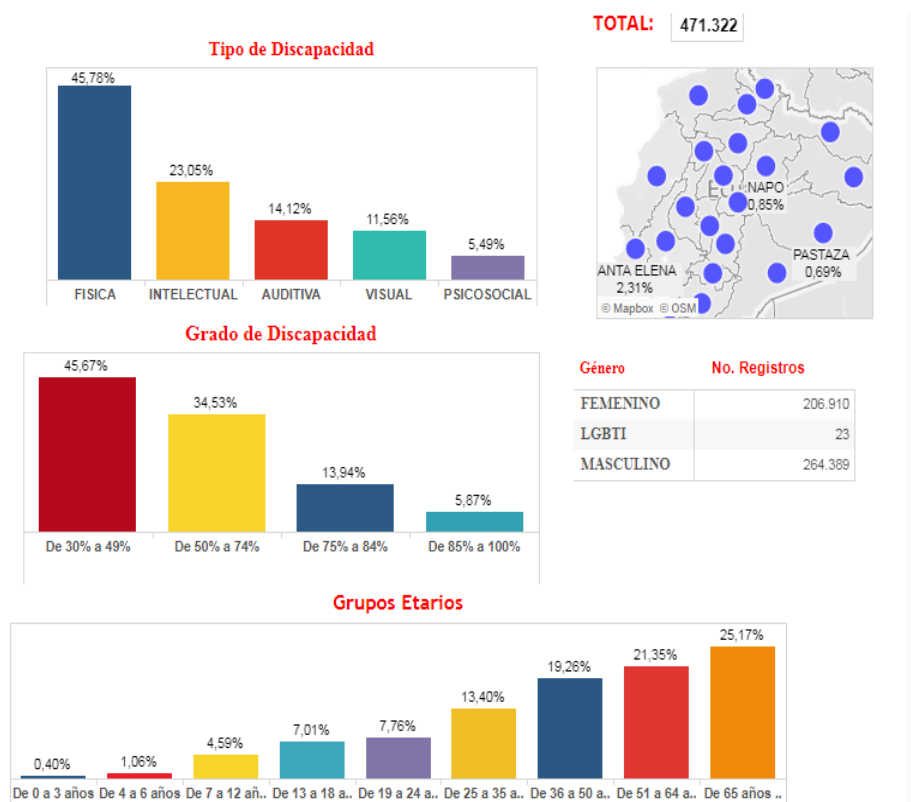 TOTAL: 471.322
Tipo de Discapacidad
45,78%
23,05%
14,12%
11,56%
5,49%
FISICA INTELECTUAL AUDITIVA VISUAL PSICOSOCIAL
NAPO
0,85%
PASTAZA
0,69%
ANTA ELENA
2,31%
© Mapbox © OSM
Grado de Discapacidad
45,67%
34,53%
13,94%
5,87%
De 30% a 49% De 50% a 74% De 75% a 84% De 85% a 100%
Género No. Registros
FEMENINO 206.910
LGBTI 23
MASCULINO 264.389
Grupos Etarios
0,40%
1,06%
4,59%
7,01%
7,76%
13,40%
19,26%
21,35%
25,17%
De 0 a 3 años De 4 a 6 años De 7 a 12 añ.. De 13 a 18 a.. De 19 a 24 a.. De 25 a 35 a.. De 36 a 50 a.. De 51 a 64 a.. De 65 años ..